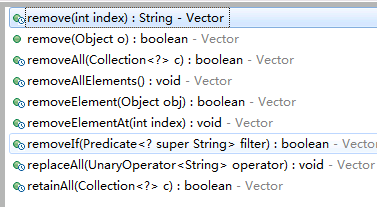 remove(int index) : String - Vector
remove(Object o) : boolean - Vector
removeAll(Collection<?> c) : boolean - Vector
removeAllElements() : void - Vector
removeElement(Object obj) : boolean - Vector
removeElementAt(int index) : void - Vector
removeIf(Predicate<? super String> filter) : boolean - Vector
replaceAll(UnaryOperator<String> operator) : void - Vector
retainAll(Collection<?> c) : boolean - Vector